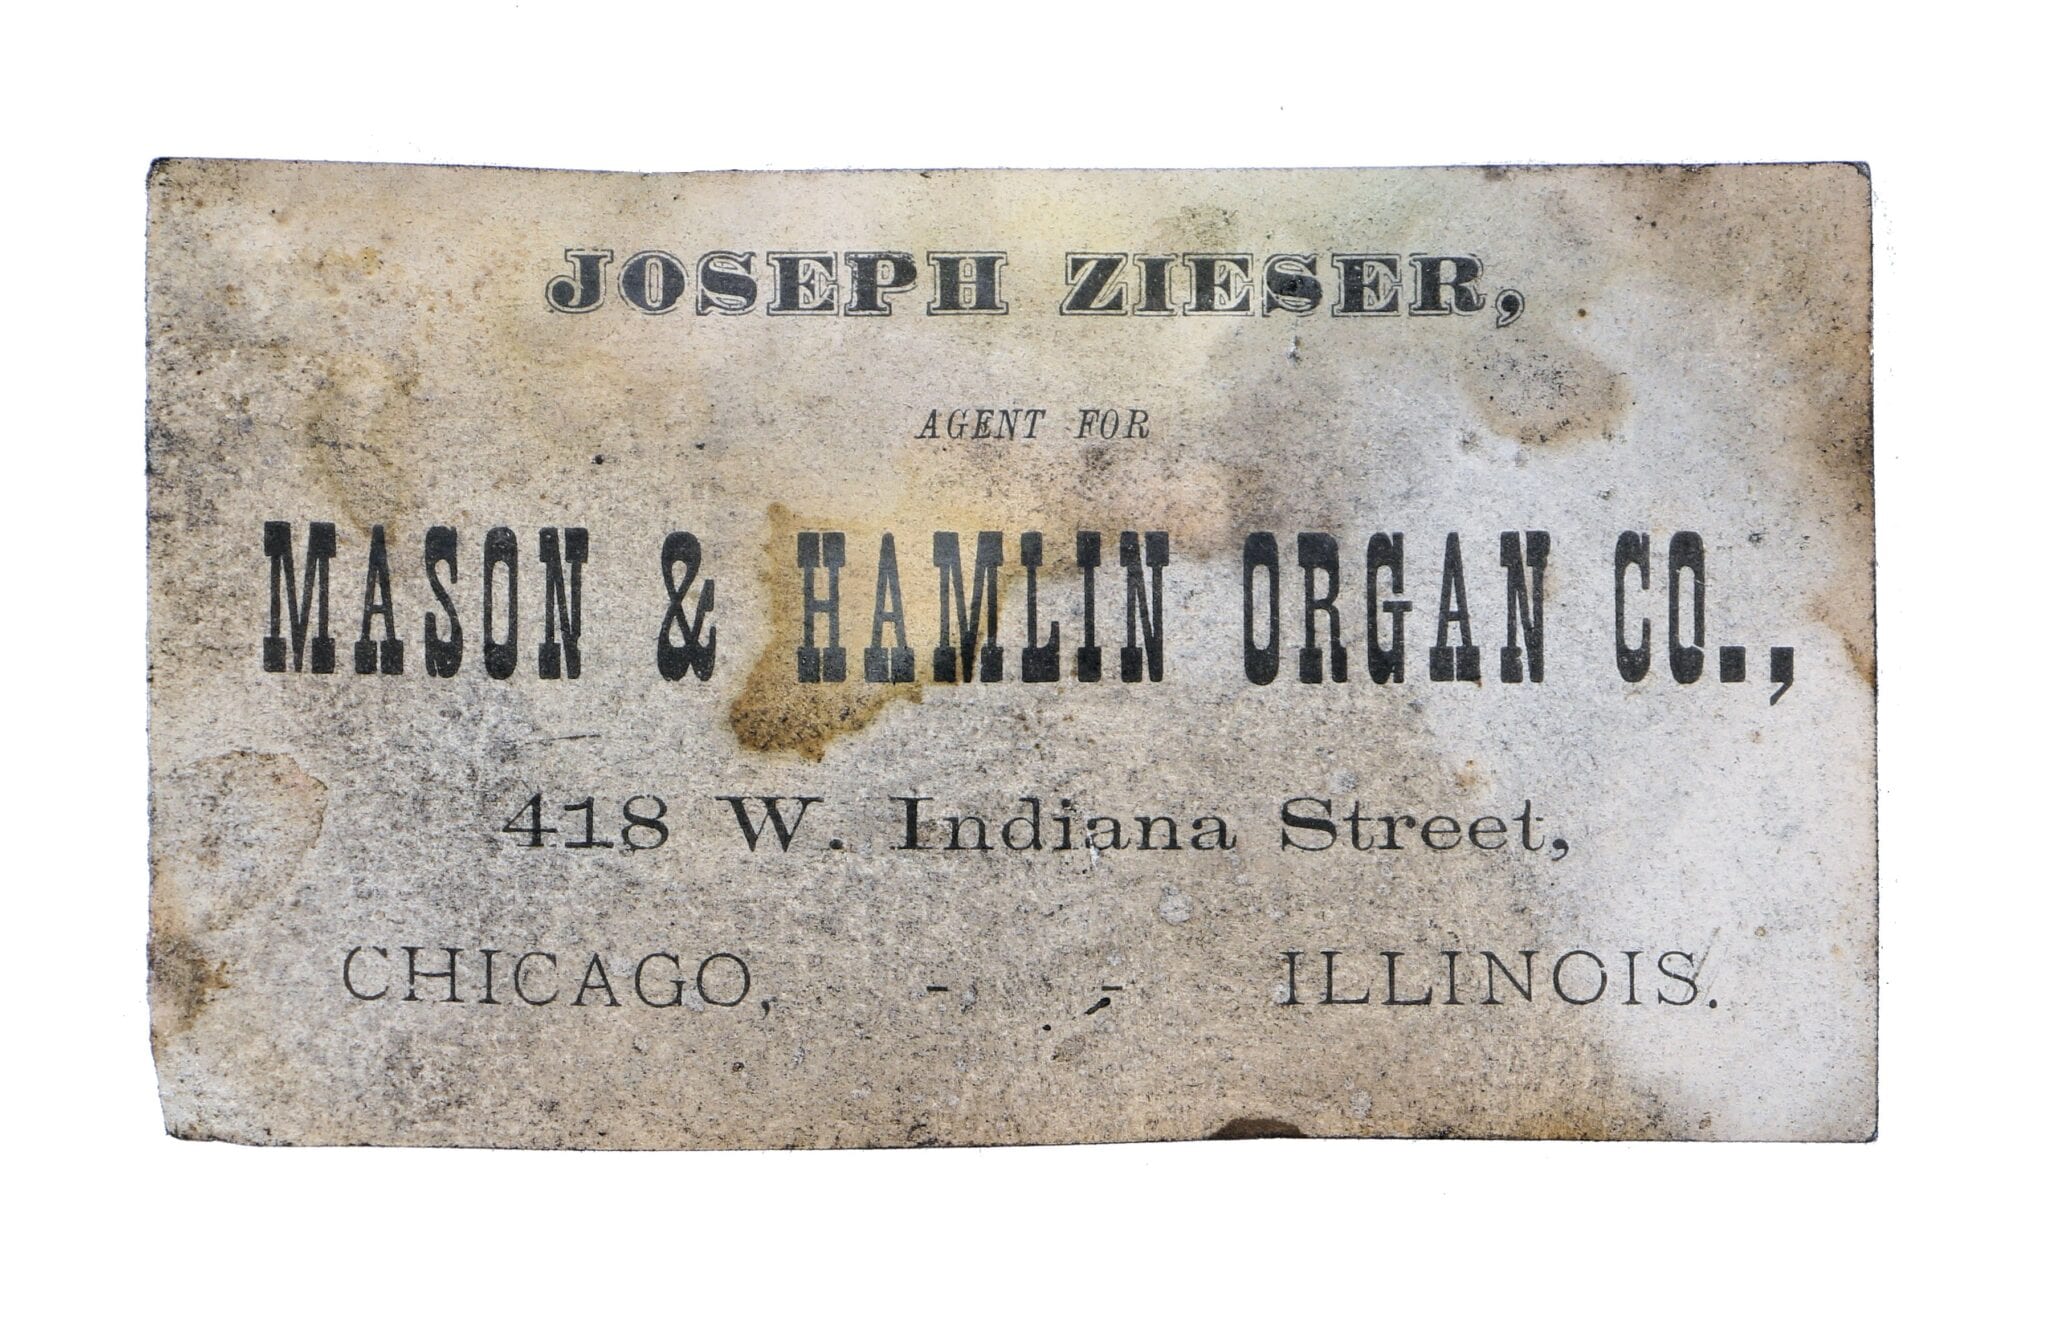 JOSEPH ZIESER,
AGENT FOR
MASON & HAMLIN ORGAN CO.,
418 W. Indiana Street,
CHICAGO, - - ILLINOIS.